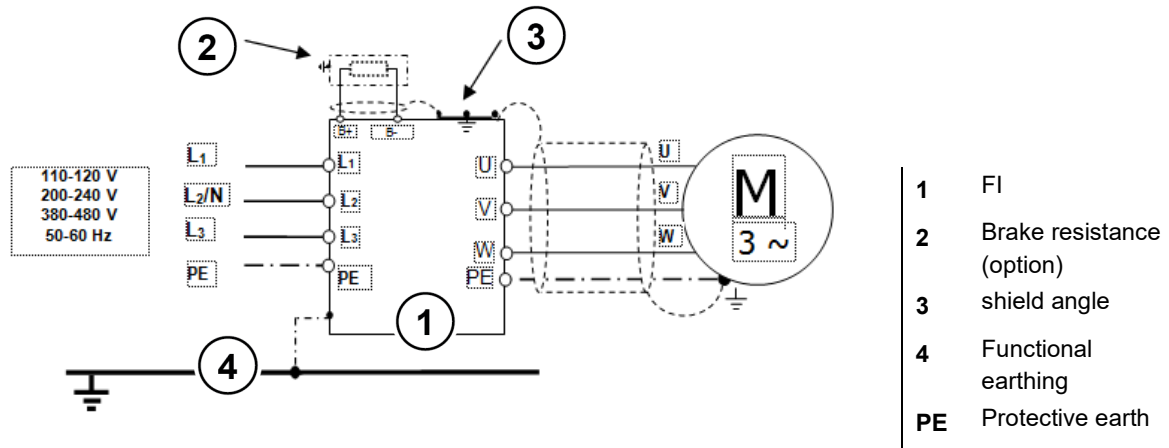 2
3
B+ B-
L1 L1 U U
110-120 V
200-240 V
380-480 V
50-60 Hz
L2/N L2 V V
L3 L3 W W
PE PE PE
M
3 ~
1
4
1 FI
2 Brake resistance
(option)
3 shield angle
4 Functional
earthing
PE Protective earth